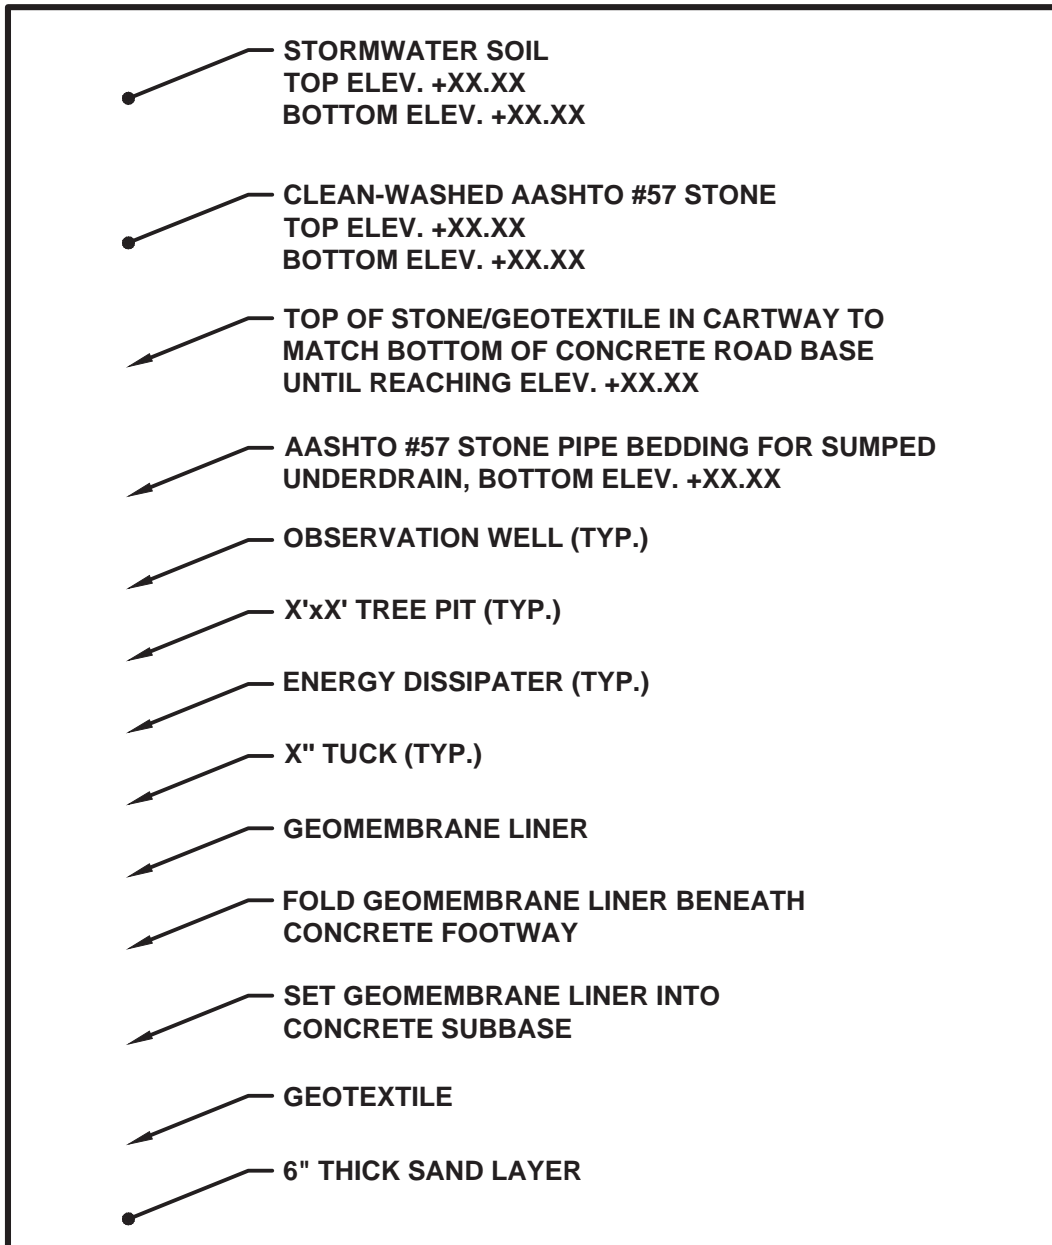 STORMWATER SOIL
TOP ELEV. +XX.XX
BOTTOM ELEV. +XX.XX
CLEAN-WASHED AASHTO #57 STONE
TOP ELEV. +XX.XX
BOTTOM ELEV. +XX.XX
TOP OF STONE/GEOTEXTILE IN CARTWAY TO
MATCH BOTTOM OF CONCRETE ROAD BASE
UNTIL REACHING ELEV. +XX.XX
AASHTO #57 STONE PIPE BEDDING FOR SUMPED
UNDERDRAIN, BOTTOM ELEV. +XX.XX
OBSERVATION WELL (TYP.)
X'xX' TREE PIT (TYP.)
ENERGY DISSIPATER (TYP.)
X" TUCK (TYP.)
GEOMEMBRANE LINER
FOLD GEOMEMBRANE LINER BENEATH
CONCRETE FOOTWAY
SET GEOMEMBRANE LINER INTO
CONCRETE SUBBASE
GEOTEXTILE
6" THICK SAND LAYER